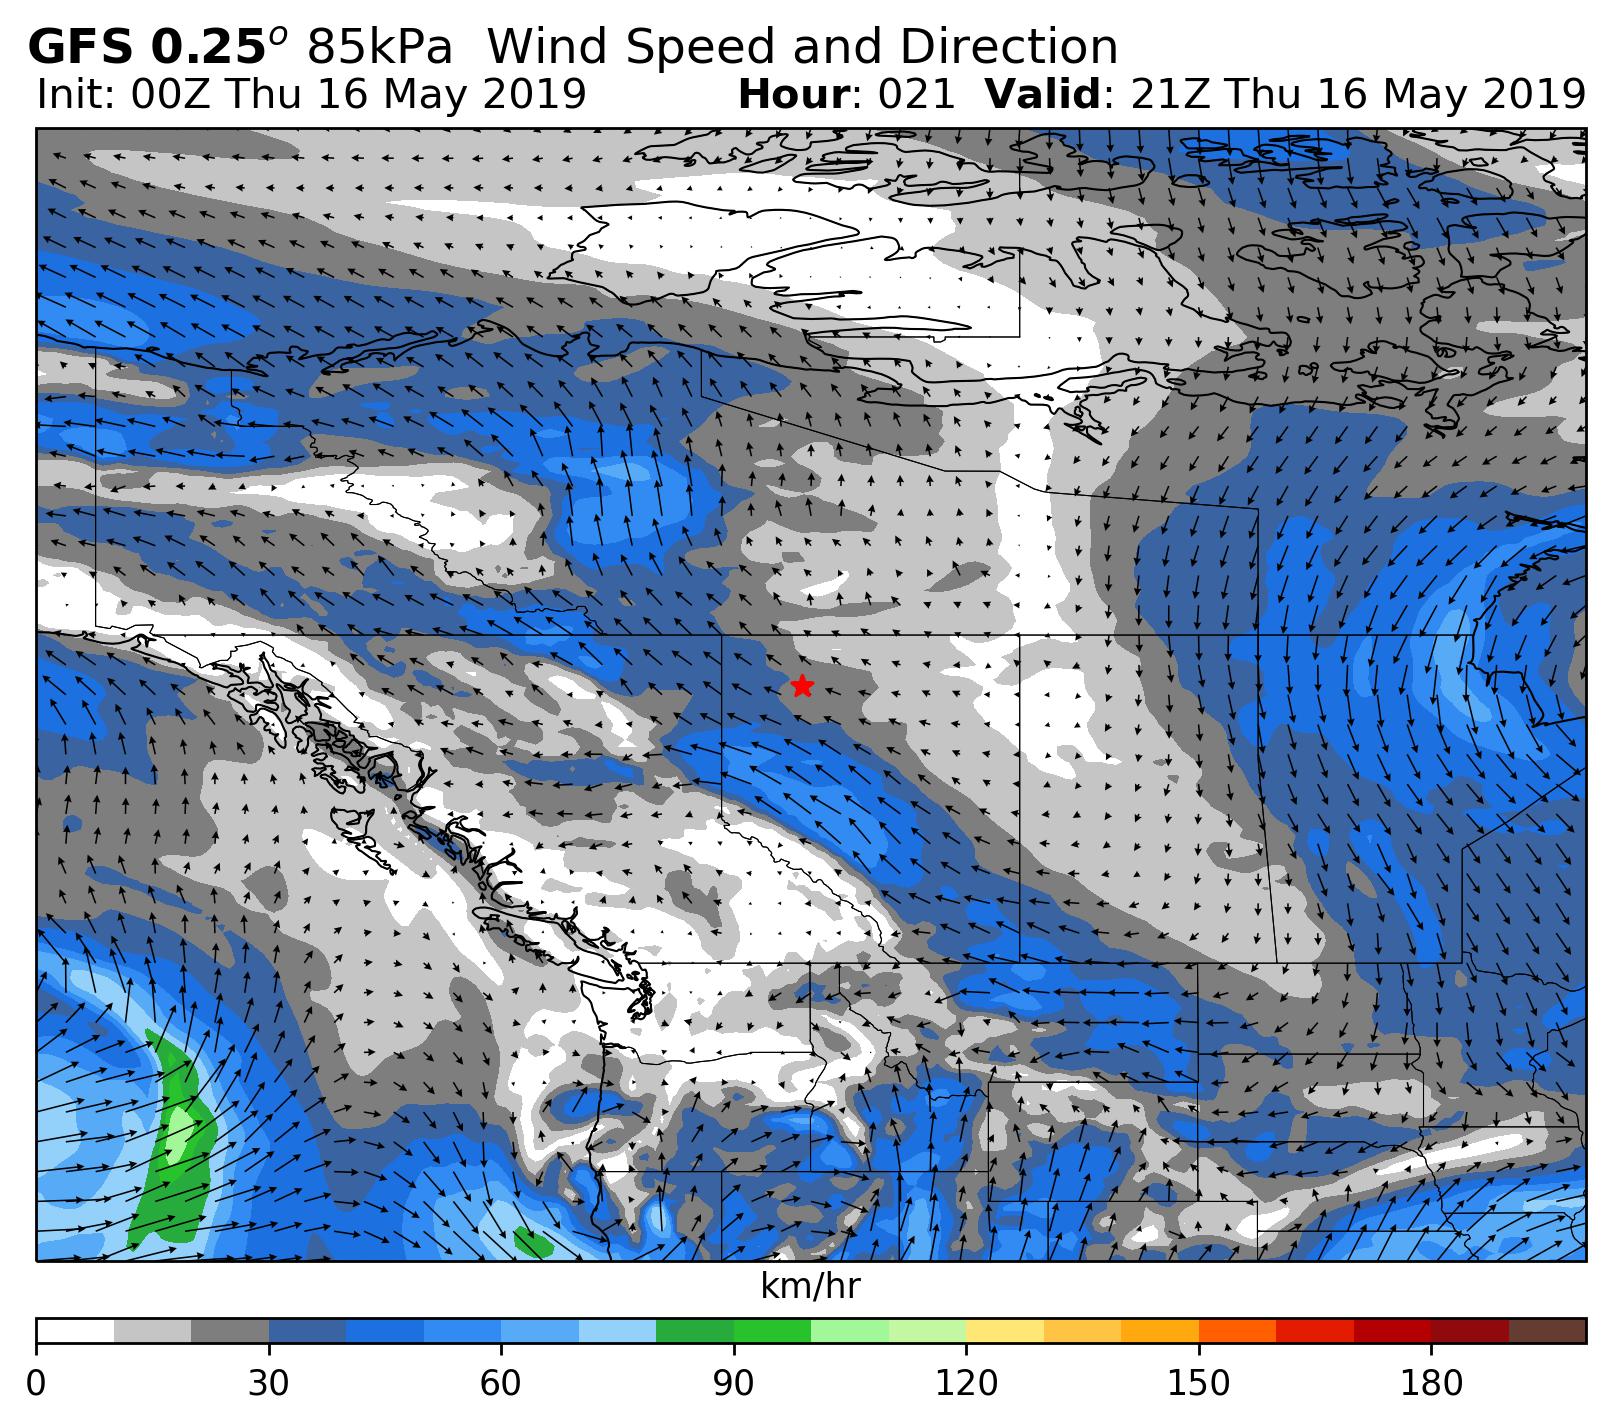 GFS 0.25° 85kPa Wind Speed and Direction
Init: 00Z Thu 16 May 2019 Hour: 021 Valid: 21Z Thu 16 May 2019
km/hr
0 30 60 90 120 150 180